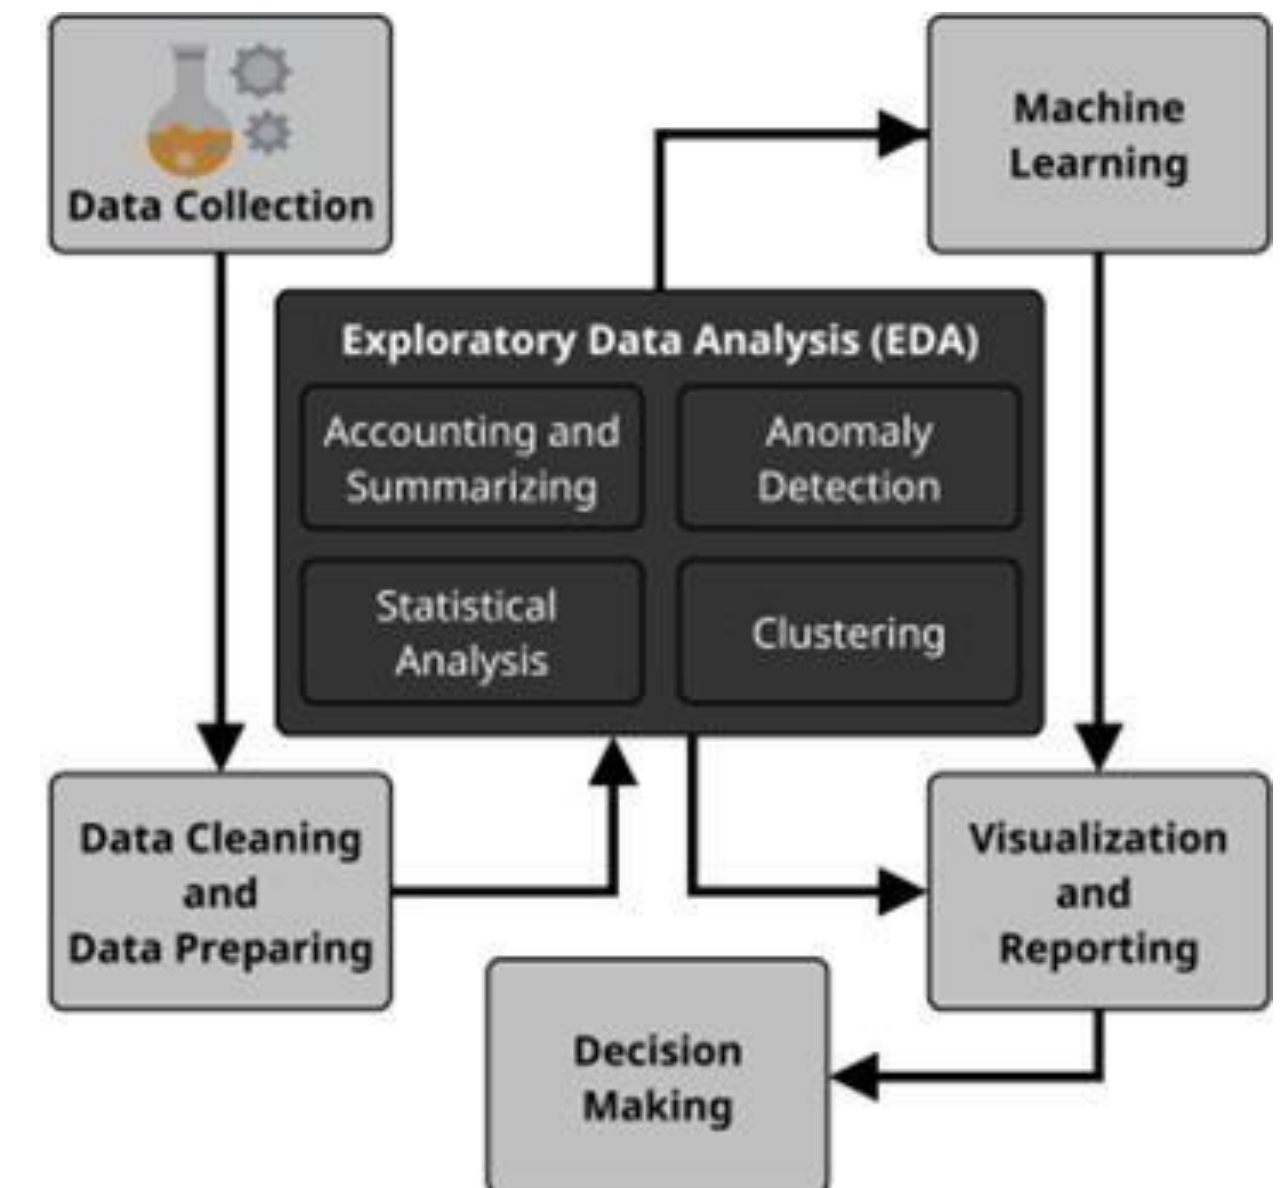 Data Collection
Machine
Learning
Exploratory Data Analysis (EDA)
Accounting and
Summarizing
Anomaly
Detection
Statistical
Analysis
Clustering
Data Cleaning
and
Data Preparing
Visualization
and
Reporting
Decision
Making